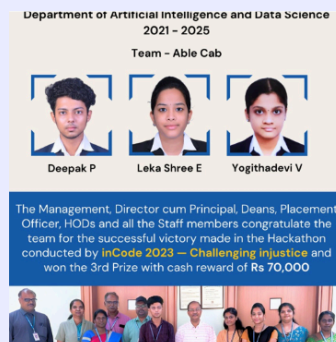 Department of Artificial Intelligence and Data Science
2021 - 2025
Team - Able Cab
Deepak P
Leka Shree E
Yogithadevi V
The Management, Director cum Principal, Deans, Placement
Officer, HODs and all the Staff members congratulate the
team for the successful victory made in the Hackathon
conducted by inCode 2023 — Challenging injustice and
won the 3rd Prize with cash reward of Rs 70,000